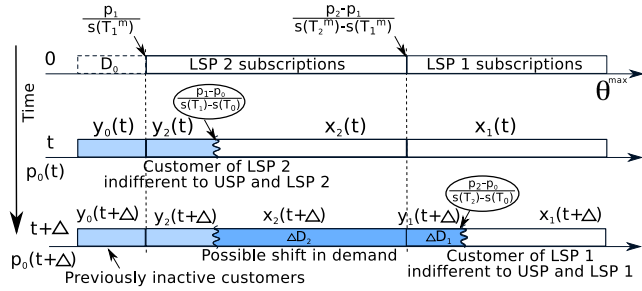 p₁ / s(T₁ᵐ)
p₂-p₁ / s(T₂ᵐ)-s(T₁ᵐ)
0
D₀
LSP 2 subscriptions
LSP 1 subscriptions
θᵐᵃˣ
Time
y₀(t)
y₂(t)
p₁-p₀ / s(T₁)-s(T₀)
x₂(t)
x₁(t)
t
p₀(t)
Customer of LSP 2
indifferent to USP and LSP 2
p₂-p₀ / s(T₂)-s(T₀)
y₀(t+Δ)
y₂(t+Δ)
x₂(t+Δ)
y₁(t+Δ)
x₁(t+Δ)
t+Δ
ΔD₂
ΔD₁
p₀(t+Δ)
Previously inactive customers
Possible shift in demand
Customer of LSP 1
indifferent to USP and LSP 1